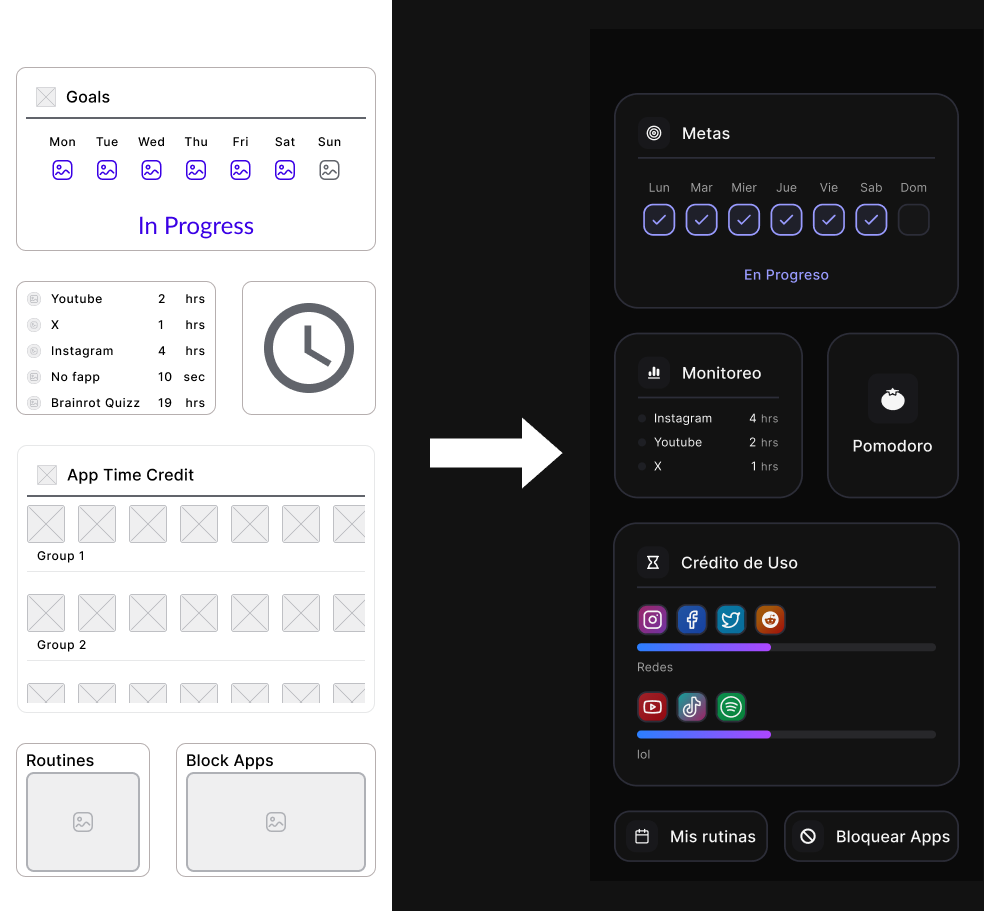 Goals
Mon Tue Wed Thu Fri Sat Sun
In Progress
Youtube 2 hrs
X 1 hrs
Instagram 4 hrs
No fapp 10 sec
Brainrot Quizz 19 hrs
App Time Credit
Group 1
Group 2
Routines
Block Apps
Metas
Lun Mar Mier Jue Vie Sab Dom
En Progreso
Monitoreo
Instagram 4 hrs
Youtube 2 hrs
X 1 hrs
Pomodoro
Crédito de Uso
Redes
lol
Mis rutinas
Bloquear Apps